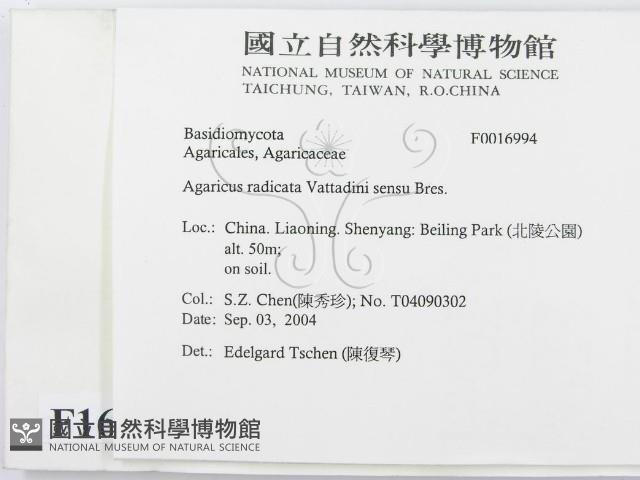 國立自然科學博物館
NATIONAL MUSEUM OF NATURAL SCIENCE
TAICHUNG, TAIWAN, R.O.CHINA
Basidiomycota F0016994
Agaricales, Agaricaceae
Agaricus radicata Vattadini sensu Bres.
Loc.: China. Liaoning. Shenyang: Beiling Park (北陵公園)
alt. 50m;
on soil.
Col.: S.Z. Chen(陳秀珍); No. T04090302
Date: Sep. 03, 2004
Det.: Edelgard Tschen (陳復琴)
F16
國立自然科學博物館
NATIONAL MUSEUM OF NATURAL SCIENCE